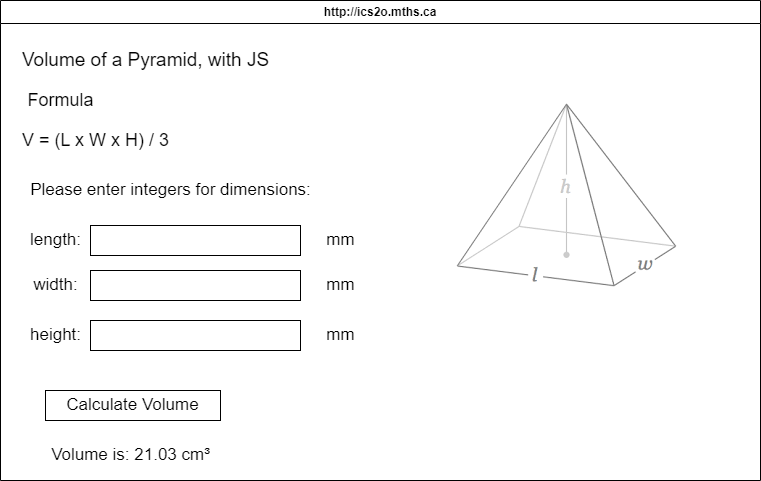 http://ics2o.mths.ca
Volume of a Pyramid, with JS
Formula
V = (L x W x H) / 3
Please enter integers for dimensions:
length: mm
width: mm
height: mm
Calculate Volume
Volume is: 21.03 cm³
h
l
w